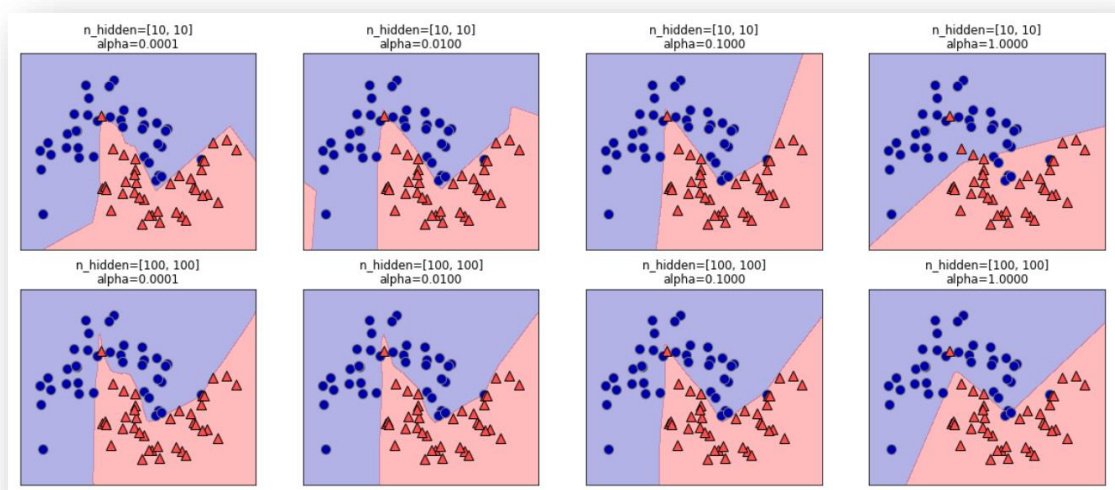 n_hidden=[10, 10]
alpha=0.0001
n_hidden=[10, 10]
alpha=0.0100
n_hidden=[10, 10]
alpha=0.1000
n_hidden=[10, 10]
alpha=1.0000
n_hidden=[100, 100]
alpha=0.0001
n_hidden=[100, 100]
alpha=0.0100
n_hidden=[100, 100]
alpha=0.1000
n_hidden=[100, 100]
alpha=1.0000